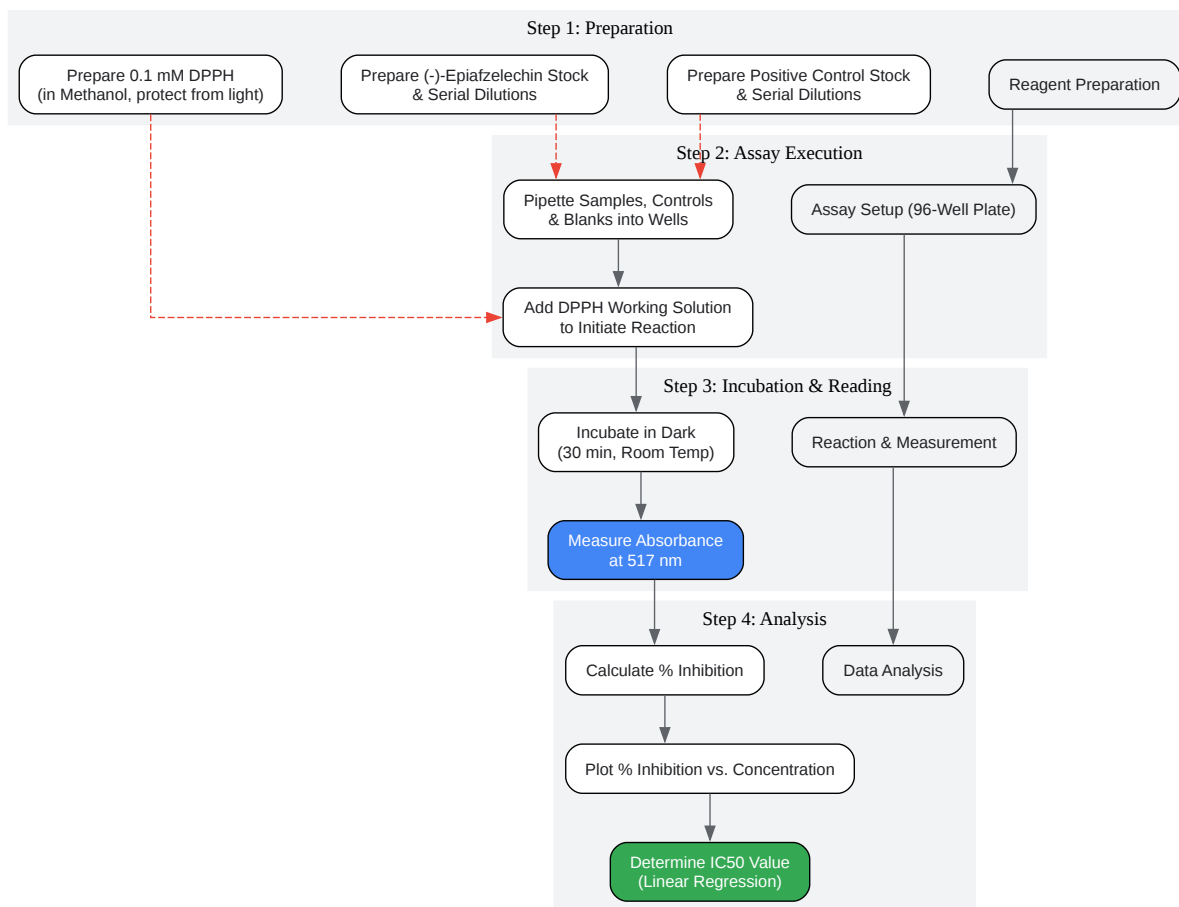 Step 1: Preparation
Prepare 0.1 mM DPPH
(in Methanol, protect from light)
Prepare (-)-Epiafzelechin Stock
& Serial Dilutions
Prepare Positive Control Stock
& Serial Dilutions
Reagent Preparation
Step 2: Assay Execution
Pipette Samples, Controls
& Blanks into Wells
Assay Setup (96-Well Plate)
Add DPPH Working Solution
to Initiate Reaction
Step 3: Incubation & Reading
Incubate in Dark
(30 min, Room Temp)
Reaction & Measurement
Measure Absorbance
at 517 nm
Step 4: Analysis
Calculate % Inhibition
Data Analysis
Plot % Inhibition vs. Concentration
Determine IC50 Value
(Linear Regression)